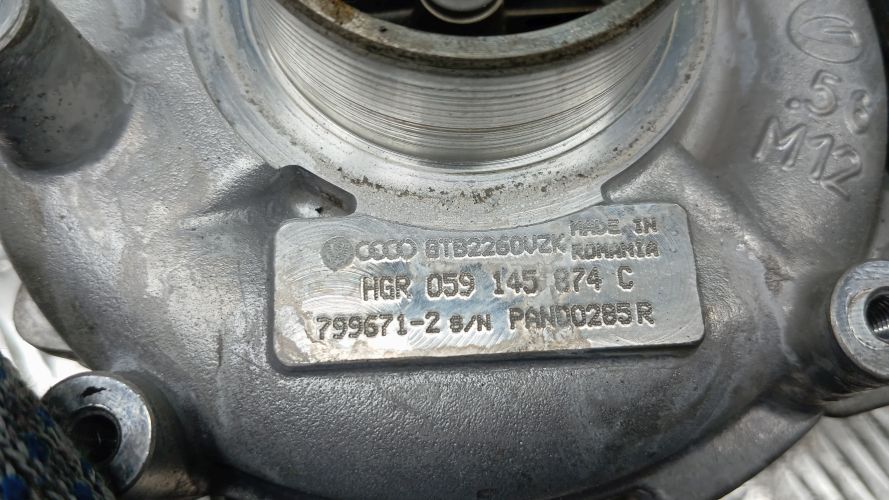 .58
M12
BTB2260VZK MADE IN
ROMANIA
HGR 059 145 874 C
799671-2 S/N PAN00285R